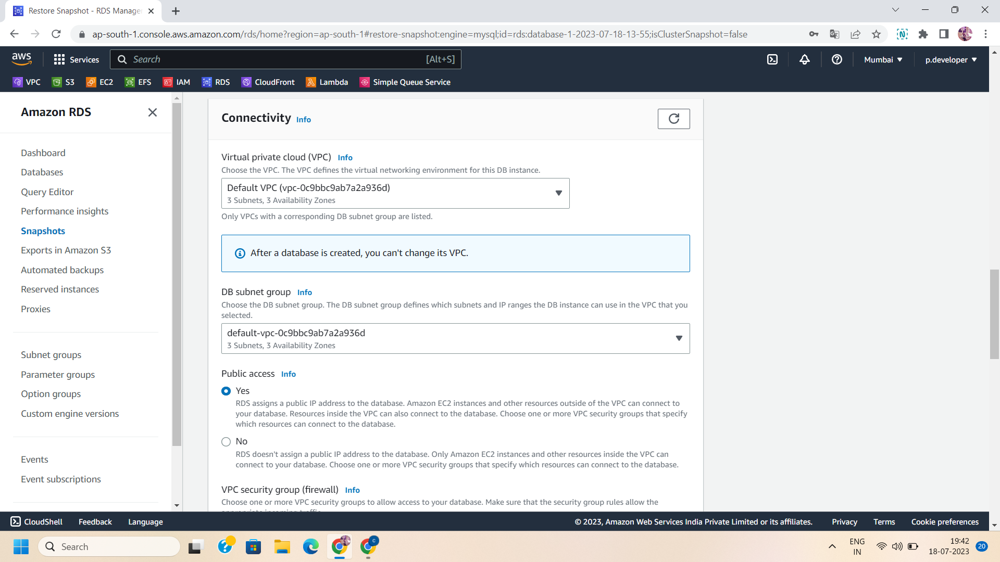 Restore Snapshot - RDS Manage
ap-south-1.console.aws.amazon.com/rds/home?region=ap-south-1#restore-snapshot:engine=mysql;id=rds:database-1-2023-07-18-13-55;isClusterSnapshot=false
aws
Services
Search
[Alt+S]
Mumbai
p.developer
VPC
S3
EC2
EFS
IAM
RDS
CloudFront
Lambda
Simple Queue Service
Amazon RDS
Dashboard
Databases
Query Editor
Performance insights
Snapshots
Exports in Amazon S3
Automated backups
Reserved instances
Proxies
Subnet groups
Parameter groups
Option groups
Custom engine versions
Events
Event subscriptions
Connectivity Info
Virtual private cloud (VPC) Info
Choose the VPC. The VPC defines the virtual networking environment for this DB instance.
Default VPC (vpc-0c9bbc9ab7a2a936d)
3 Subnets, 3 Availability Zones
Only VPCs with a corresponding DB subnet group are listed.
After a database is created, you can't change its VPC.
DB subnet group Info
Choose the DB subnet group. The DB subnet group defines which subnets and IP ranges the DB instance can use in the VPC that you
selected.
default-vpc-0c9bbc9ab7a2a936d
3 Subnets, 3 Availability Zones
Public access Info
Yes
RDS assigns a public IP address to the database. Amazon EC2 instances and other resources outside of the VPC can connect to
your database. Resources inside the VPC can also connect to the database. Choose one or more VPC security groups that specify
which resources can connect to the database.
No
RDS doesn't assign a public IP address to the database. Only Amazon EC2 instances and other resources inside the VPC can
connect to your database. Choose one or more VPC security groups that specify which resources can connect to the database.
VPC security group (firewall) Info
Choose one or more VPC security groups to allow access to your database. Make sure that the security group rules allow the
CloudShell
Feedback
Language
© 2023, Amazon Web Services India Private Limited or its affiliates.
Privacy
Terms
Cookie preferences
Search
ENG
IN
19:42
18-07-2023
20